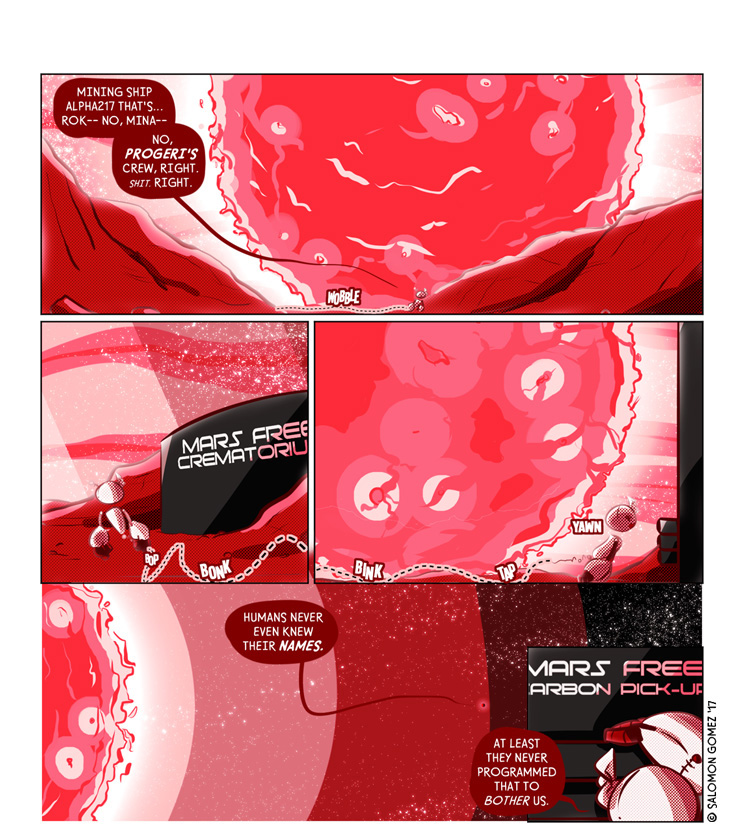 MINING SHIP
ALPHA217 THAT'S...
ROK-- NO, MINA--
NO,
PROGERI'S
CREW, RIGHT.
SHIT. RIGHT.
WOBBLE
MARS FREE
CREMATORIU
BOP
BONK
YAWN
BINK
TAP
HUMANS NEVER
EVEN KNEW
THEIR NAMES.
MARS FREE
CARBON PICK-UP
AT LEAST
THEY NEVER
PROGRAMMED
THAT TO
BOTHER US.
© SALOMON GOMEZ '17